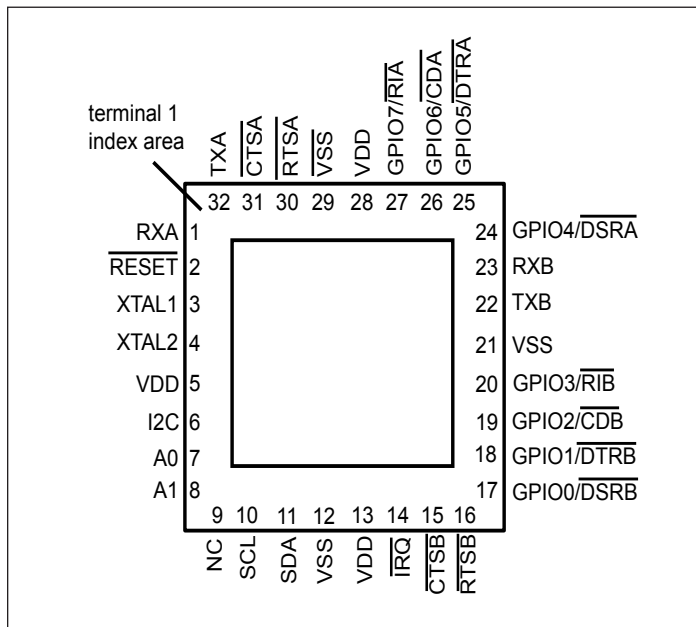 terminal 1
index area
TXA
CTSA
RTSA
VSS
VDD
GPIO7/RIA
GPIO6/CDA
GPIO5/DTRA
32 31 30 29 28 27 26 25
RXA 1
RESET 2
XTAL1 3
XTAL2 4
VDD 5
I2C 6
A0 7
A1 8
24 GPIO4/DSRA
23 RXB
22 TXB
21 VSS
20 GPIO3/RIB
19 GPIO2/CDB
18 GPIO1/DTRB
17 GPIO0/DSRB
9 10 11 12 13 14 15 16
NC
SCL
SDA
VSS
VDD
IRQ
CTSB
RTSB